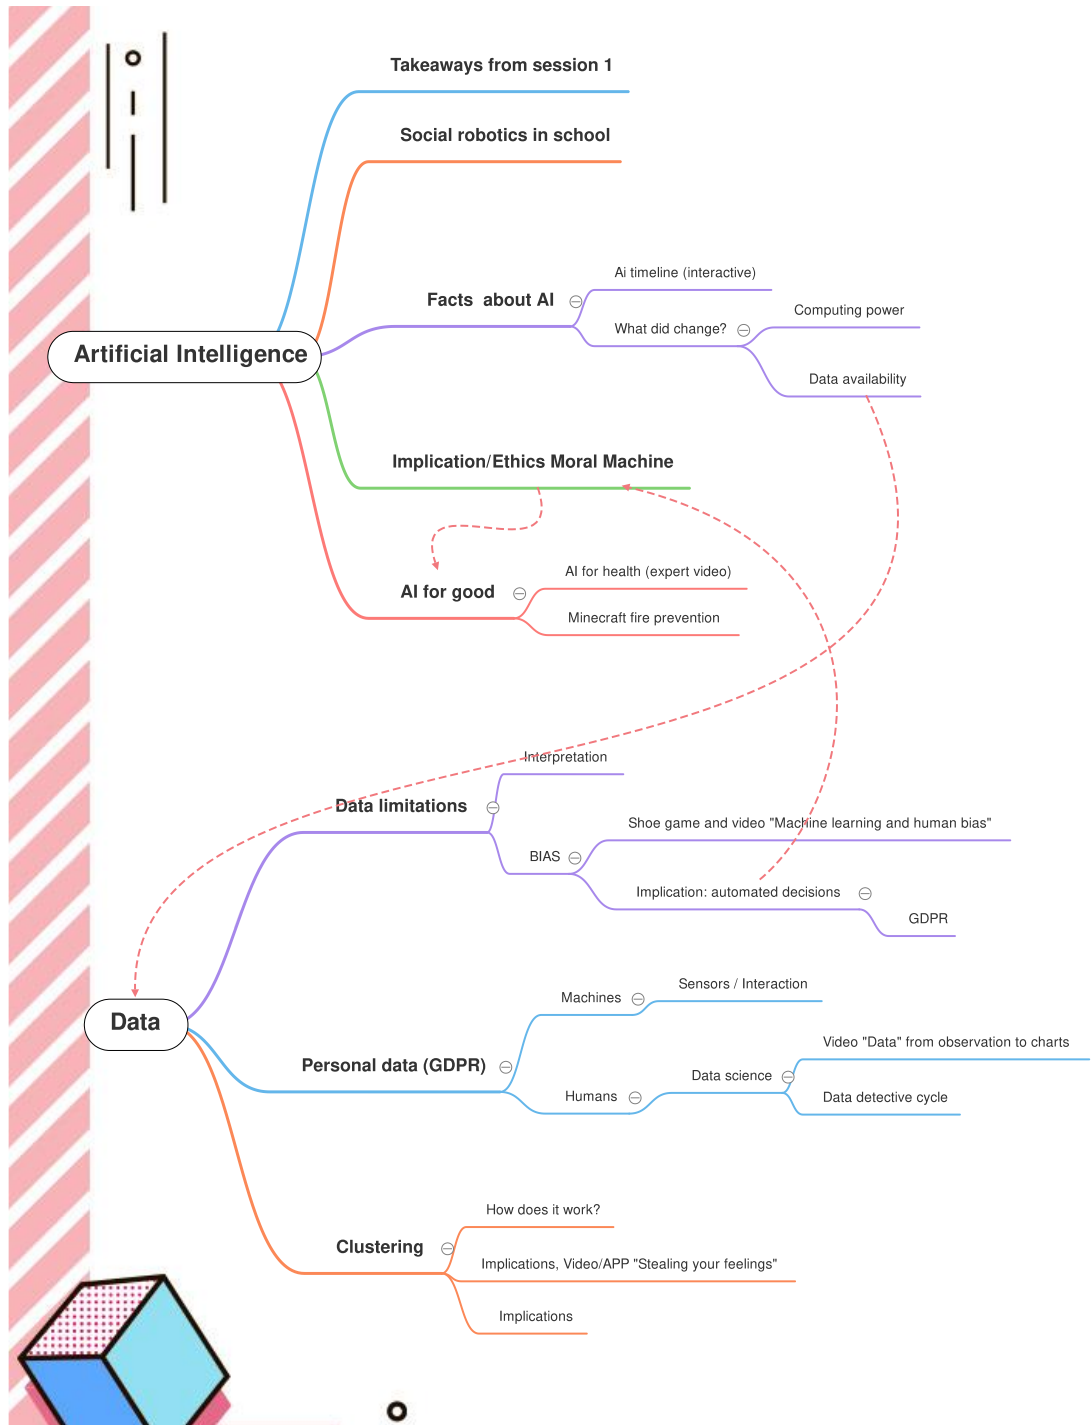 Takeaways from session 1
Social robotics in school
Ai timeline (interactive)
Facts  about AI
Computing power
What did change?
Artificial Intelligence
Data availability
Implication/Ethics Moral Machine
AI for health (expert video)
AI for good
Minecraft fire prevention
Interpretation
Data limitations
Shoe game and video "Machine learning and human bias"
BIAS
Implication: automated decisions
GDPR
Sensors / Interaction
Machines
Data
Video "Data" from observation to charts
Personal data (GDPR)
Data science
Humans
Data detective cycle
How does it work?
Clustering
Implications, Video/APP "Stealing your feelings"
Implications